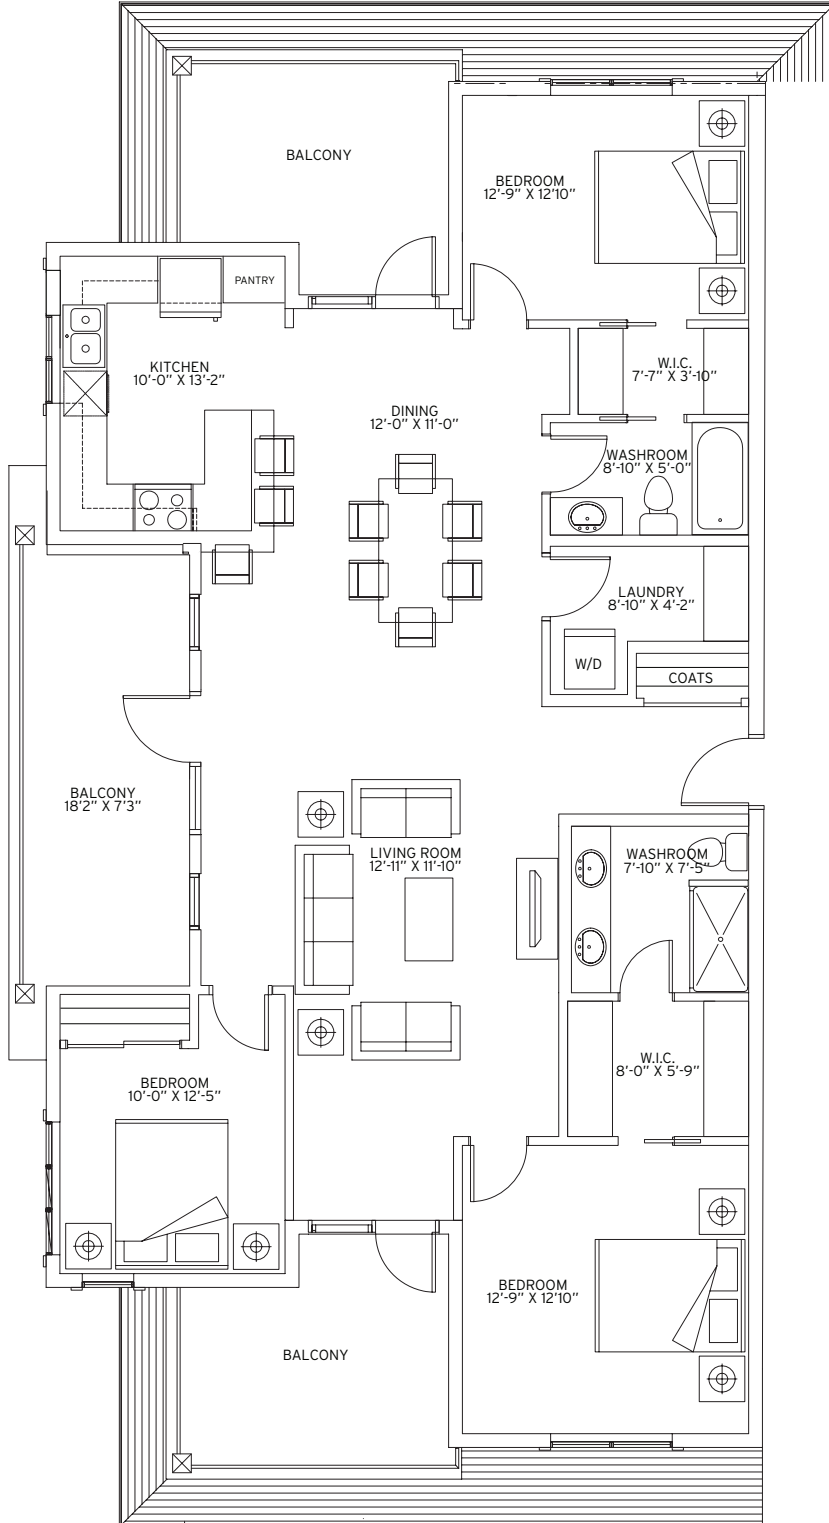 BALCONY
BEDROOM
12'-9" X 12'10"
PANTRY
KITCHEN
10'-0" X 13'-2"
W.I.C.
7'-7" X 3'-10"
DINING
12'-0" X 11'-0"
WASHROOM
8'-10" X 5'-0"
LAUNDRY
8'-10" X 4'-2"
W/D
COATS
BALCONY
18'2" X 7'3"
LIVING ROOM
12'-11" X 11'-10"
WASHROOM
7'-10" X 7'-5"
W.I.C.
8'-0" X 5'-9"
BEDROOM
10'-0" X 12'-5"
BEDROOM
12'-9" X 12'10"
BALCONY